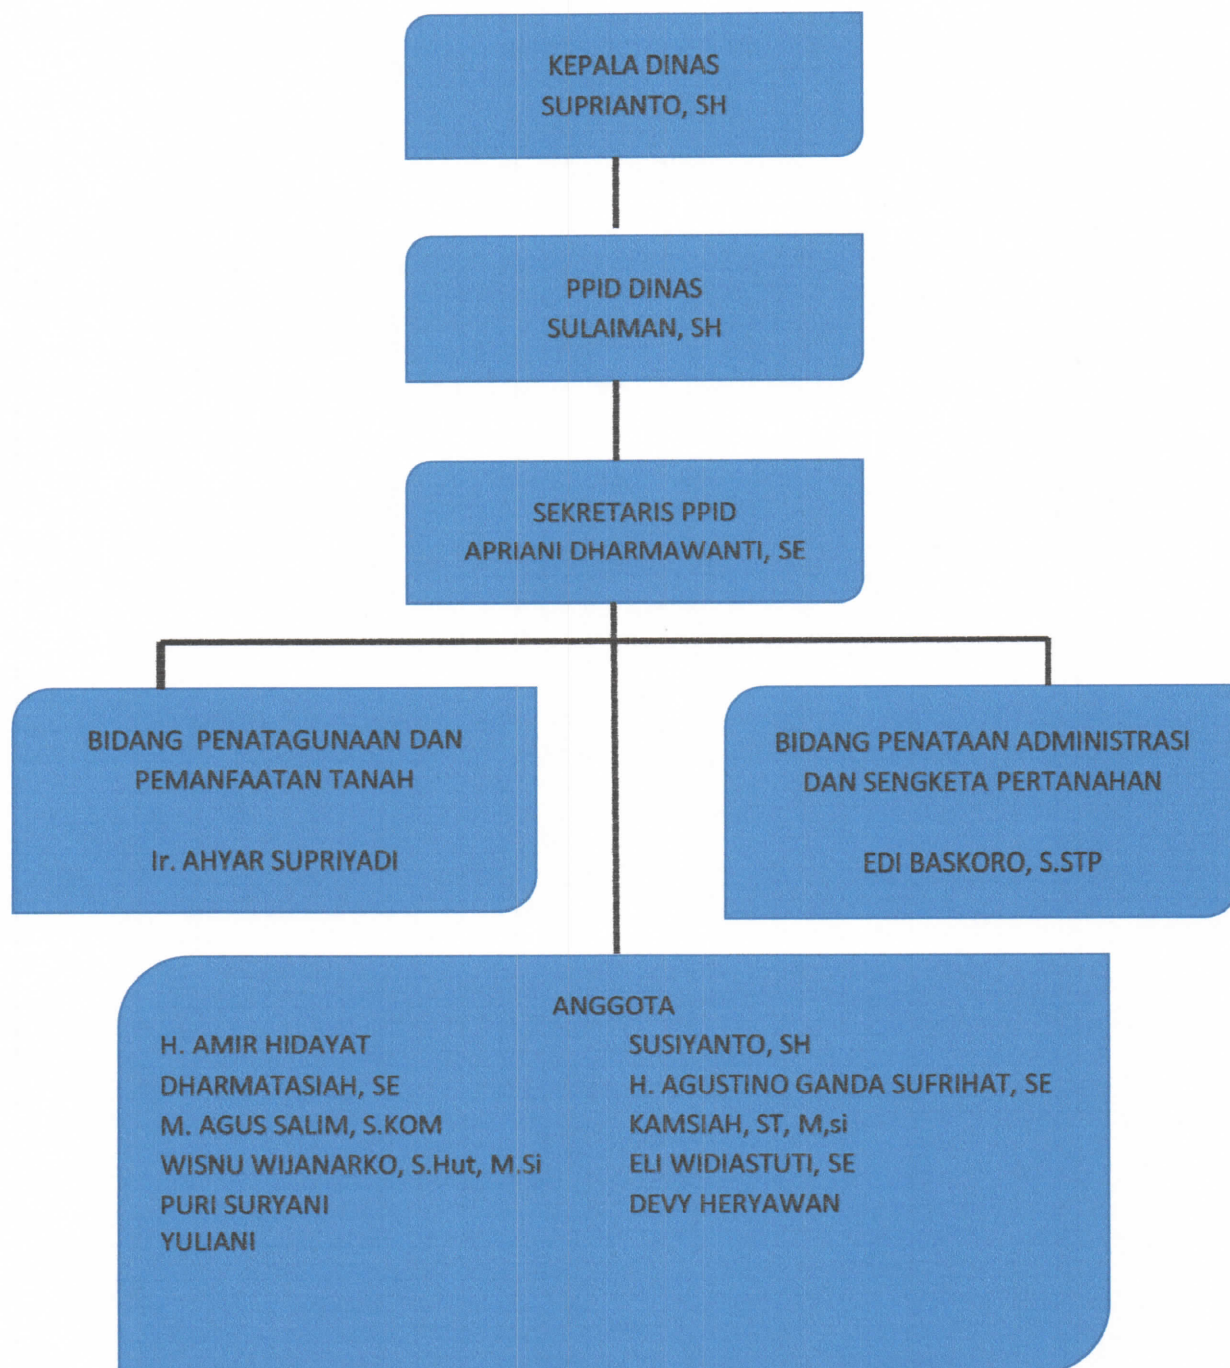 KEPALA DINAS
SUPRIANTO, SH
PPID DINAS
SULAIMAN, SH
SEKRETARIS PPID
APRIANI DHARMAWANTI, SE
BIDANG PENATAGUNAAN DAN
PEMANFAATAN TANAH
Ir. AHYAR SUPRIYADI
BIDANG PENATAAN ADMINISTRASI
DAN SENGKETA PERTANAHAN
EDI BASKORO, S.STP
ANGGOTA
H. AMIR HIDAYAT
DHARMATASIAH, SE
M. AGUS SALIM, S.KOM
WISNU WIJANARKO, S.Hut, M.Si
PURI SURYANI
YULIANI
SUSIYANTO, SH
H. AGUSTINO GANDA SUFRIHAT, SE
KAMSIAH, ST, M,si
ELI WIDIASTUTI, SE
DEVY HERYAWAN